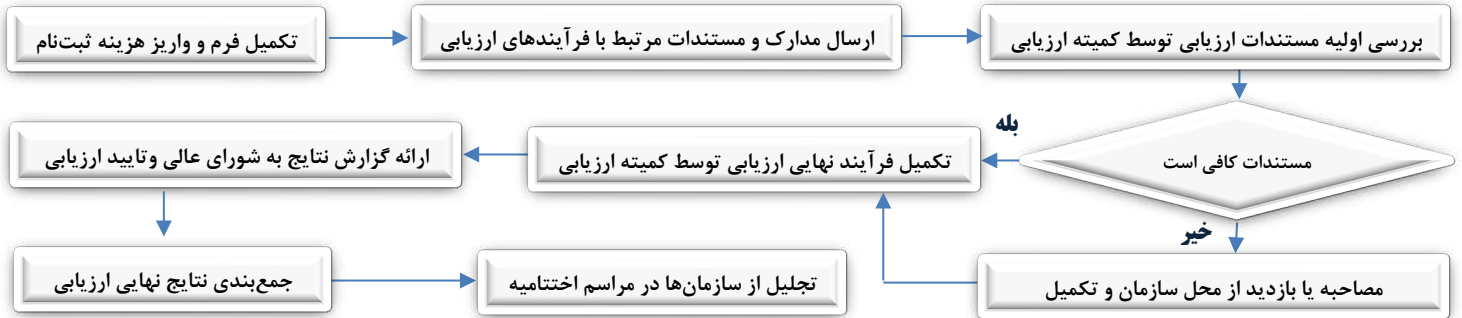 تکمیل فرم و واریز هزینه ثبت‌نام
ارسال مدارک و مستندات مرتبط با فرآیندهای ارزیابی
بررسی اولیه مستندات ارزیابی توسط کمیته ارزیابی
مستندات کافی است
بله
خیر
تکمیل فرآیند نهایی ارزیابی توسط کمیته ارزیابی
مصاحبه یا بازدید از محل سازمان و تکمیل
ارائه گزارش نتایج به شورای عالی وتایید ارزیابی
جمع‌بندی نتایج نهایی ارزیابی
تجلیل از سازمان‌ها در مراسم اختتامیه